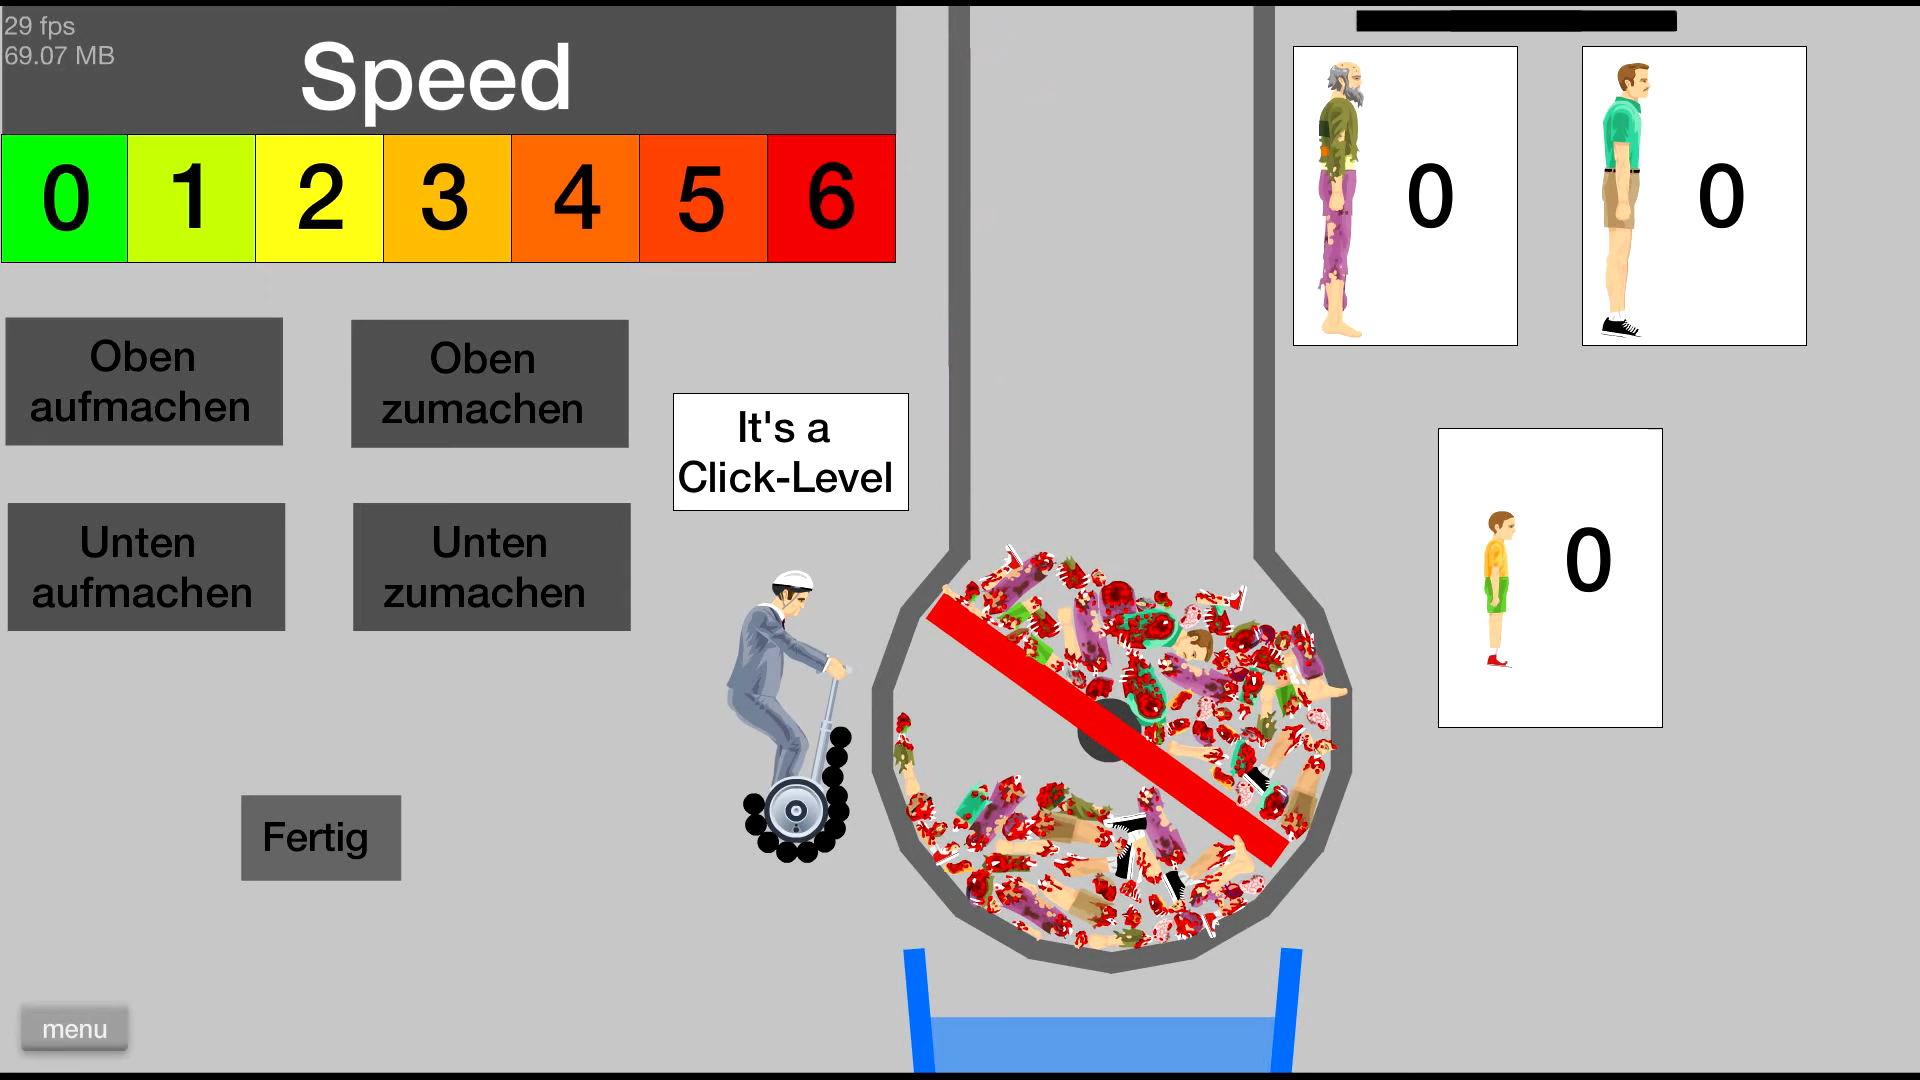 29 fps
69.07 MB
Speed
0 1 2 3 4 5 6
Oben
aufmachen
Oben
zumachen
It's a
Click-Level
Unten
aufmachen
Unten
zumachen
Fertig
menu
0
0
0